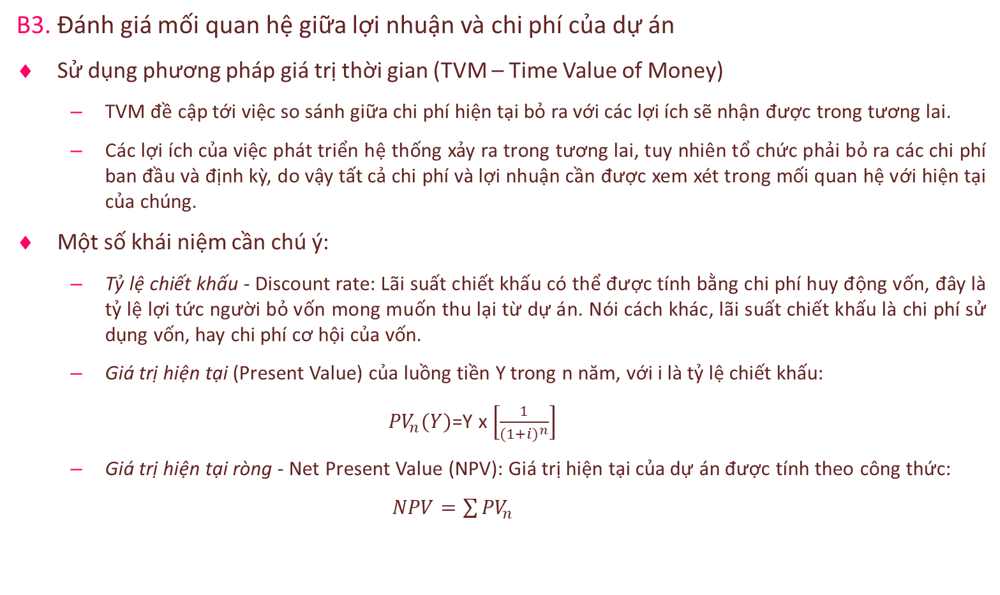 B3. Đánh giá mối quan hệ giữa lợi nhuận và chi phí của dự án
♦ Sử dụng phương pháp giá trị thời gian (TVM – Time Value of Money)
– TVM đề cập tới việc so sánh giữa chi phí hiện tại bỏ ra với các lợi ích sẽ nhận được trong tương lai.
– Các lợi ích của việc phát triển hệ thống xảy ra trong tương lai, tuy nhiên tổ chức phải bỏ ra các chi phí
ban đầu và định kỳ, do vậy tất cả chi phí và lợi nhuận cần được xem xét trong mối quan hệ với hiện tại
của chúng.
♦ Một số khái niệm cần chú ý:
– Tỷ lệ chiết khấu - Discount rate: Lãi suất chiết khấu có thể được tính bằng chi phí huy động vốn, đây là
tỷ lệ lợi tức người bỏ vốn mong muốn thu lại từ dự án. Nói cách khác, lãi suất chiết khấu là chi phí sử
dụng vốn, hay chi phí cơ hội của vốn.
– Giá trị hiện tại (Present Value) của luồng tiền Y trong n năm, với i là tỷ lệ chiết khấu:
$PV_n(Y)=Y x \left[\frac{1}{(1+i)^n}\right]$
– Giá trị hiện tại ròng - Net Present Value (NPV): Giá trị hiện tại của dự án được tính theo công thức:
$NPV = \sum PV_n$